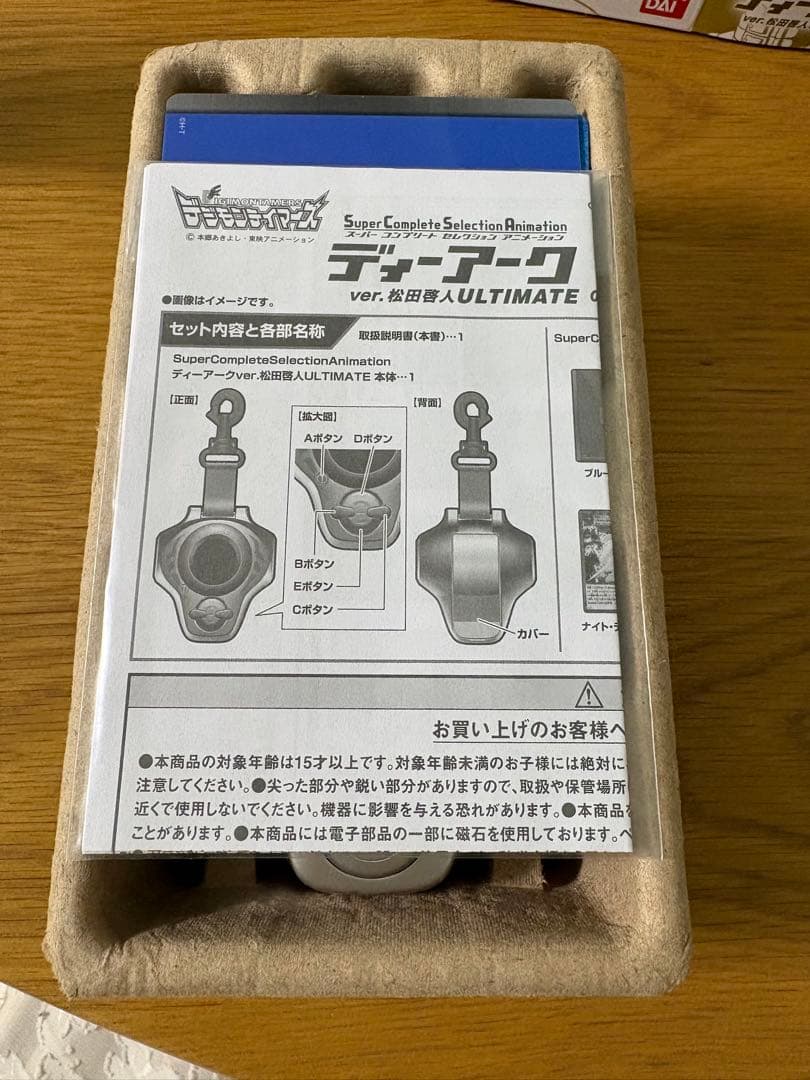 DAI
ver.松田啓人
CH-T
DIGIMON TAMERS
デジモンテイマーズ
© 本郷あきよし・東映アニメーション
Super Complete Selection Animation
スーパー コンプリート セレクション アニメーション
ディーアーク
ver.松田啓人ULTIMATE
●画像はイメージです。
セット内容と各部名称
取扱説明書(本書)…1
SuperC
SuperCompleteSelectionAnimation
ディーアークver.松田啓人ULTIMATE 本体…1
【正面】
【拡大図】
【背面】
Aボタン
Dボタン
ブルー
Bボタン
Eボタン
Cボタン
カバー
ナイト・
お買い上げのお客様へ
●本商品の対象年齢は15才以上です。対象年齢未満のお子様には絶対に
注意してください。●尖った部分や鋭い部分がありますので、取扱や保管場所
近くで使用しないでください。機器に影響を与える恐れがあります。●本商品
ことがあります。●本商品には電子部品の一部に磁石を使用しております。